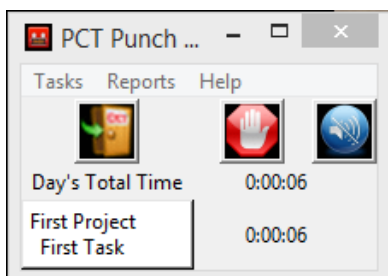 PCT Punch ...
Tasks Reports Help
Day's Total Time 0:00:06
First Project
First Task 0:00:06